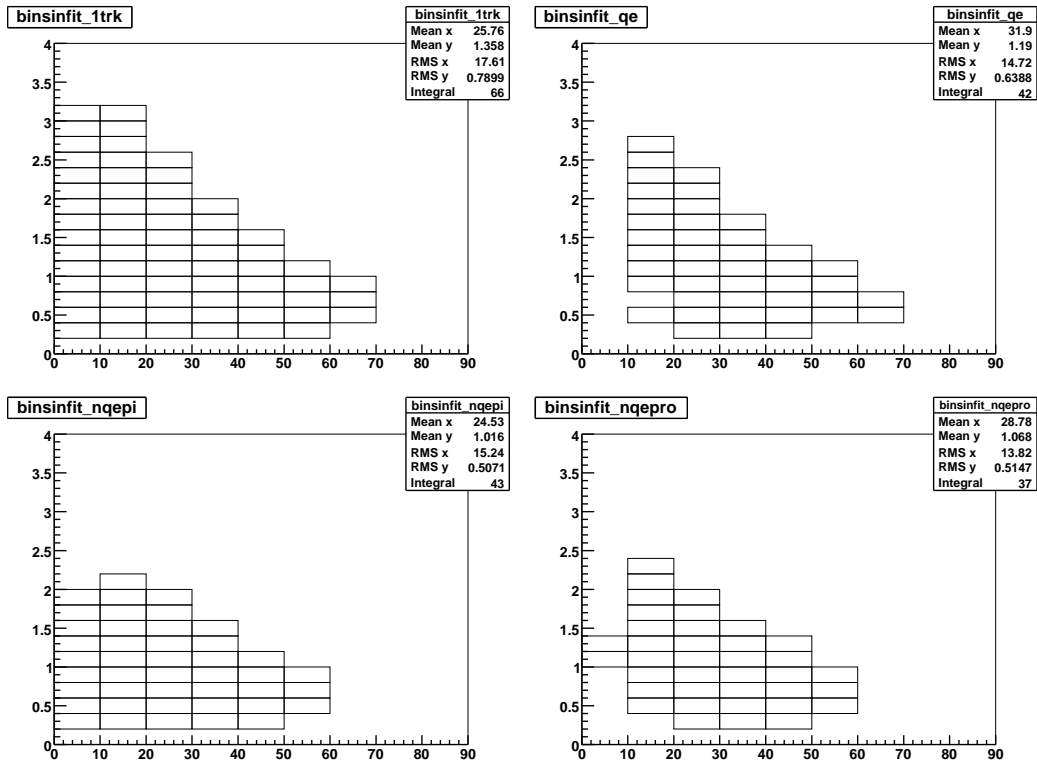 binsinfit_1trk
binsinfit_1trk
Mean x 25.76
Mean y 1.358
RMS x 17.61
RMS y 0.7899
Integral 66
4
3.5
3
2.5
2
1.5
1
0.5
0
0 10 20 30 40 50 60 70 80 90
binsinfit_qe
binsinfit_qe
Mean x 31.9
Mean y 1.19
RMS x 14.72
RMS y 0.6388
Integral 42
4
3.5
3
2.5
2
1.5
1
0.5
0
0 10 20 30 40 50 60 70 80 90
binsinfit_nqepi
binsinfit_nqepi
Mean x 24.53
Mean y 1.016
RMS x 15.24
RMS y 0.5071
Integral 43
4
3.5
3
2.5
2
1.5
1
0.5
0
0 10 20 30 40 50 60 70 80 90
binsinfit_nqepro
binsinfit_nqepro
Mean x 28.78
Mean y 1.068
RMS x 13.82
RMS y 0.5147
Integral 37
4
3.5
3
2.5
2
1.5
1
0.5
0
0 10 20 30 40 50 60 70 80 90